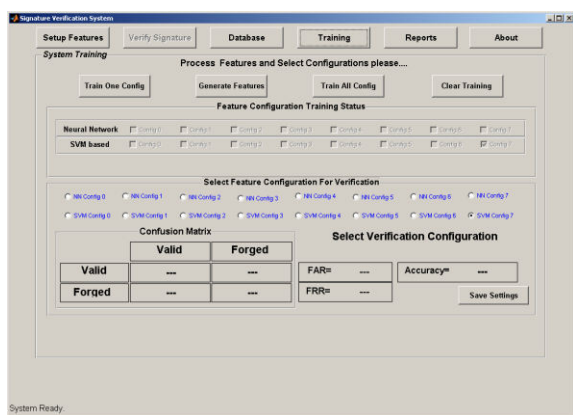 Signature Verification System
Setup Features Verify Signature Database Training Reports About
System Training
Process Features and Select Configurations please....
Train One Config Generate Features Train All Config Clear Training
Feature Configuration Training Status
Neural Network Config 0 Config 1 Config 2 Config 3 Config 4 Config 5 Config 6 Config 7
SVM based Config 0 Config 1 Config 2 Config 3 Config 4 Config 5 Config 6 Config 7
Select Feature Configuration For Verification
NN Config 0 NN Config 1 NN Config 2 NN Config 3 NN Config 4 NN Config 5 NN Config 6 NN Config 7
SVM Config 0 SVM Config 1 SVM Config 2 SVM Config 3 SVM Config 4 SVM Config 5 SVM Config 6 SVM Config 7
Confusion Matrix
Select Verification Configuration
Valid Forged
Valid --- ---
FAR= --- Accuracy= ---
Forged --- ---
FRR= ---
Save Settings
System Ready.